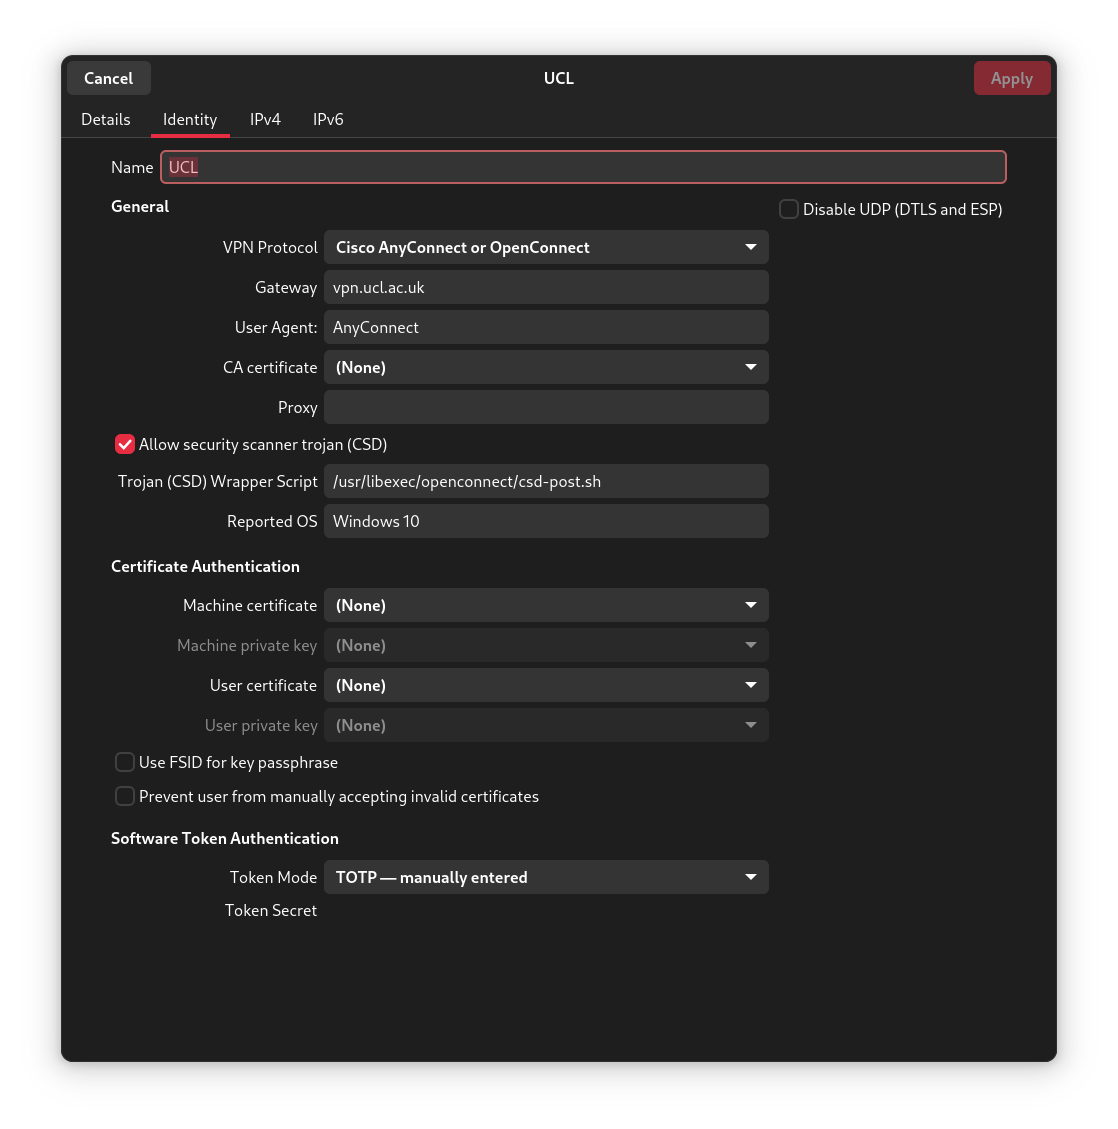 Cancel UCL Apply
Details Identity IPv4 IPv6
Name UCL
General
Disable UDP (DTLS and ESP)
VPN Protocol Cisco AnyConnect or OpenConnect
Gateway vpn.ucl.ac.uk
User Agent: AnyConnect
CA certificate (None)
Proxy
Allow security scanner trojan (CSD)
Trojan (CSD) Wrapper Script /usr/libexec/openconnect/csd-post.sh
Reported OS Windows 10
Certificate Authentication
Machine certificate (None)
Machine private key (None)
User certificate (None)
User private key (None)
Use FSID for key passphrase
Prevent user from manually accepting invalid certificates
Software Token Authentication
Token Mode TOTP — manually entered
Token Secret